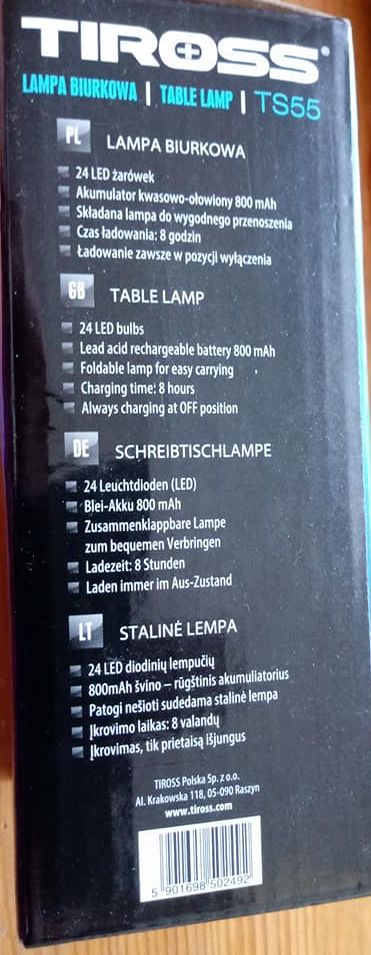 TIROSS®
LAMPA BIURKOWA | TABLE LAMP | TS55
PL LAMPA BIURKOWA
24 LED żarówek
Akumulator kwasowo-ołowiony 800 mAh
Składana lampa do wygodnego przenoszenia
Czas ładowania: 8 godzin
Ładowanie zawsze w pozycji wyłączenia
GB TABLE LAMP
24 LED bulbs
Lead acid rechargeable battery 800 mAh
Foldable lamp for easy carrying
Charging time: 8 hours
Always charging at OFF position
DE SCHREIBTISCHLAMPE
24 Leuchtdioden (LED)
Blei-Akku 800 mAh
Zusammenklappbare Lampe
zum bequemen Verbringen
Ladezeit: 8 Stunden
Laden immer im Aus-Zustand
LT STALINĖ LEMPA
24 LED diodinių lempučių
800mAh švino – rūgštinis akumuliatorius
Patogi nešioti sudedama stalinė lempa
Įkrovimo laikas: 8 valandų
Įkrovimas, tik prietaisą išjungus
TIROSS Polska Sp. z o.o.
Al. Krakowska 118, 05-090 Raszyn
www.tiross.com
5 901698 502492